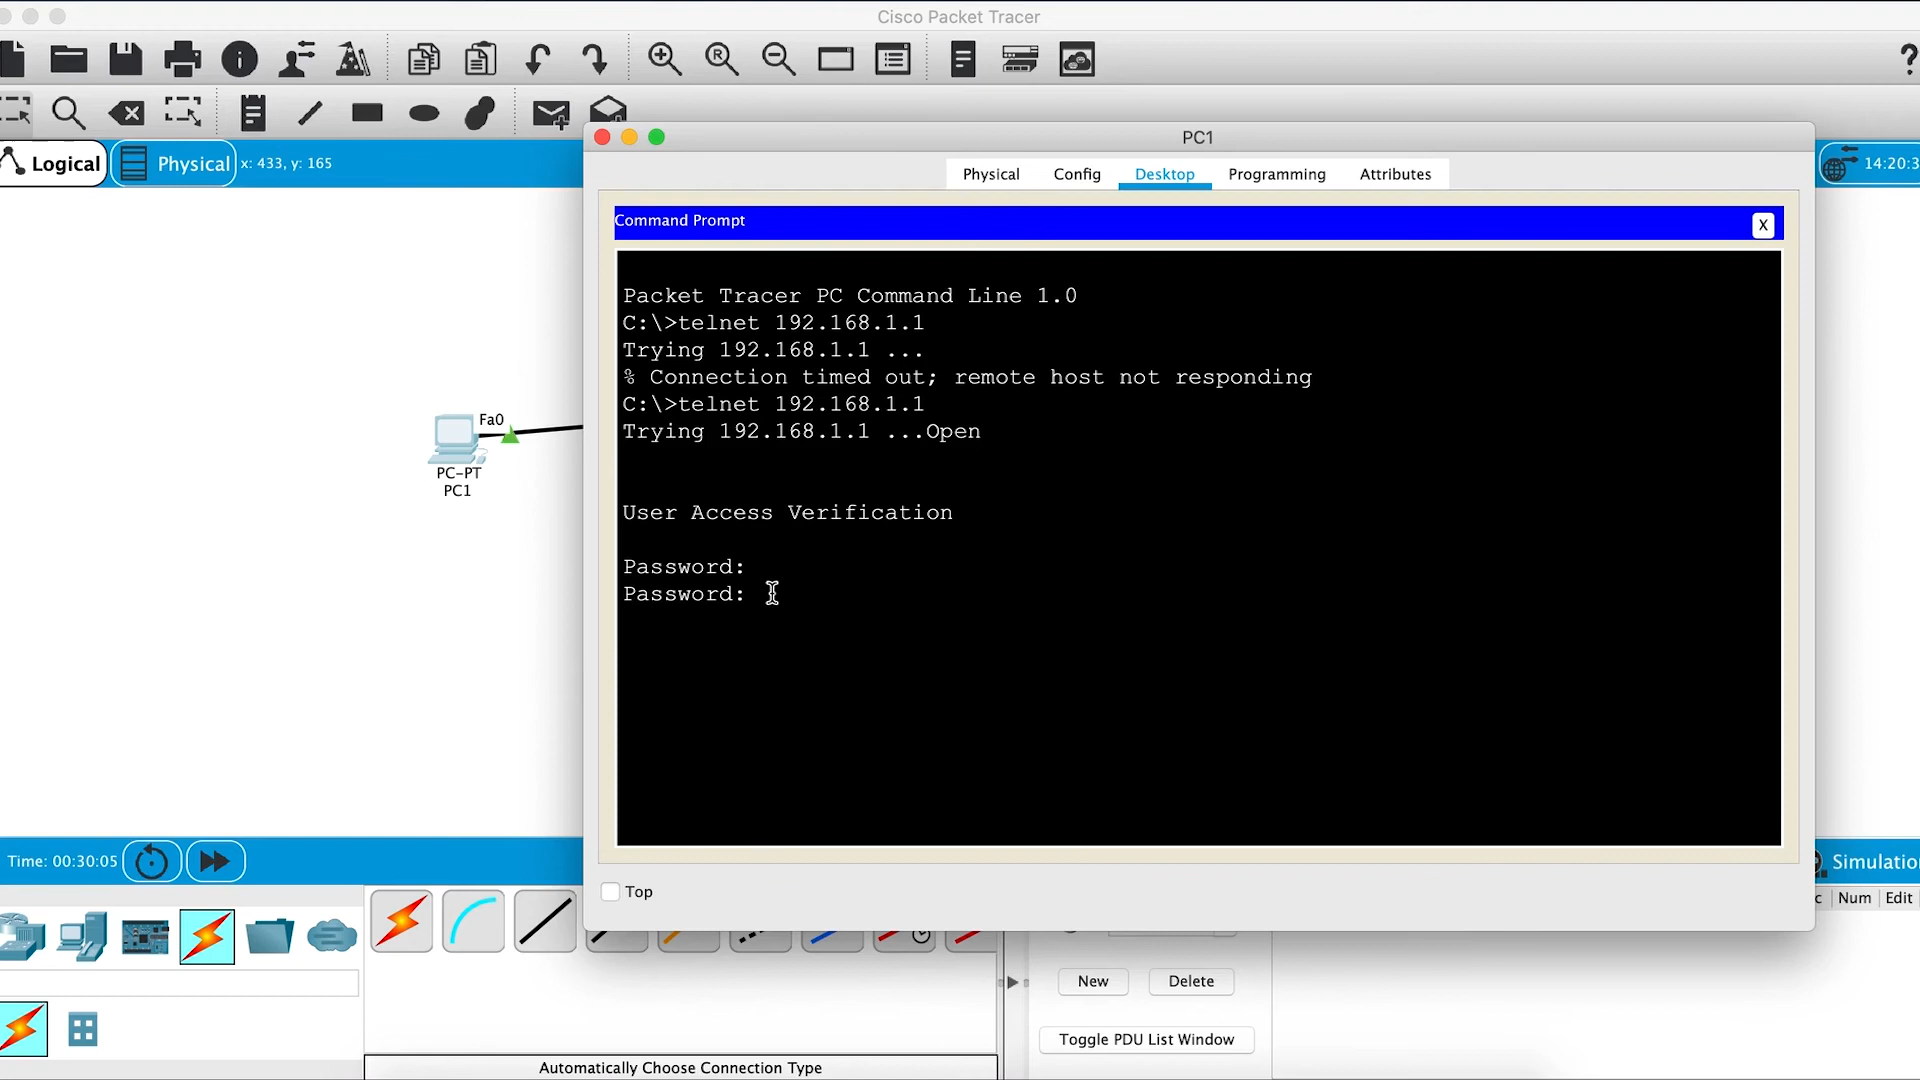 Cisco Packet Tracer
?
Logical
Physical
x: 433, y: 165
14:20:3
PC1
Physical
Config
Desktop
Programming
Attributes
Command Prompt
X
Packet Tracer PC Command Line 1.0
C:\>telnet 192.168.1.1
Trying 192.168.1.1 ...
% Connection timed out; remote host not responding
C:\>telnet 192.168.1.1
Trying 192.168.1.1 ...Open
User Access Verification
Password:
Password:
Fa0
PC-PT
PC1
Time: 00:30:05
Simulatio
Top
c
Num
Edit
New
Delete
Toggle PDU List Window
Automatically Choose Connection Type